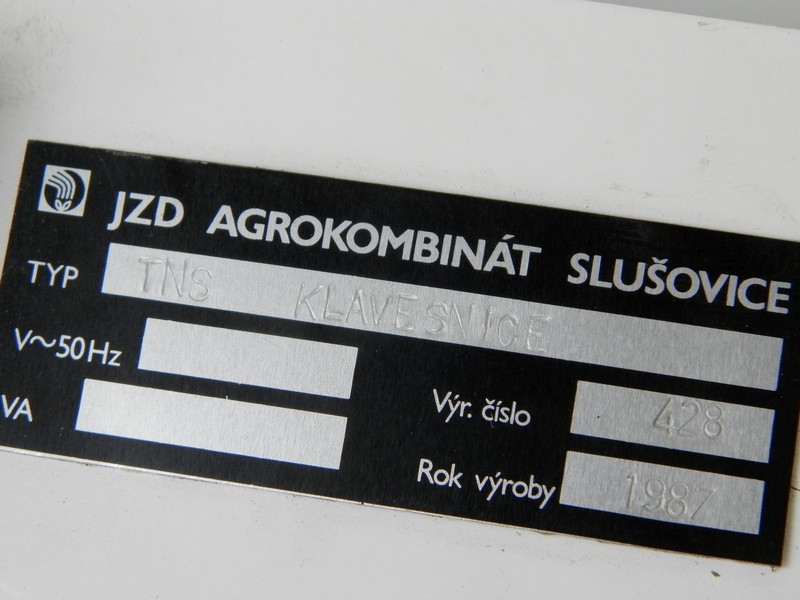 JZD AGROKOMBINÁT SLUŠOVICE
TYP TNS KLAVESNICE
V~50Hz
VA
Výr. číslo 428
Rok výroby 1987